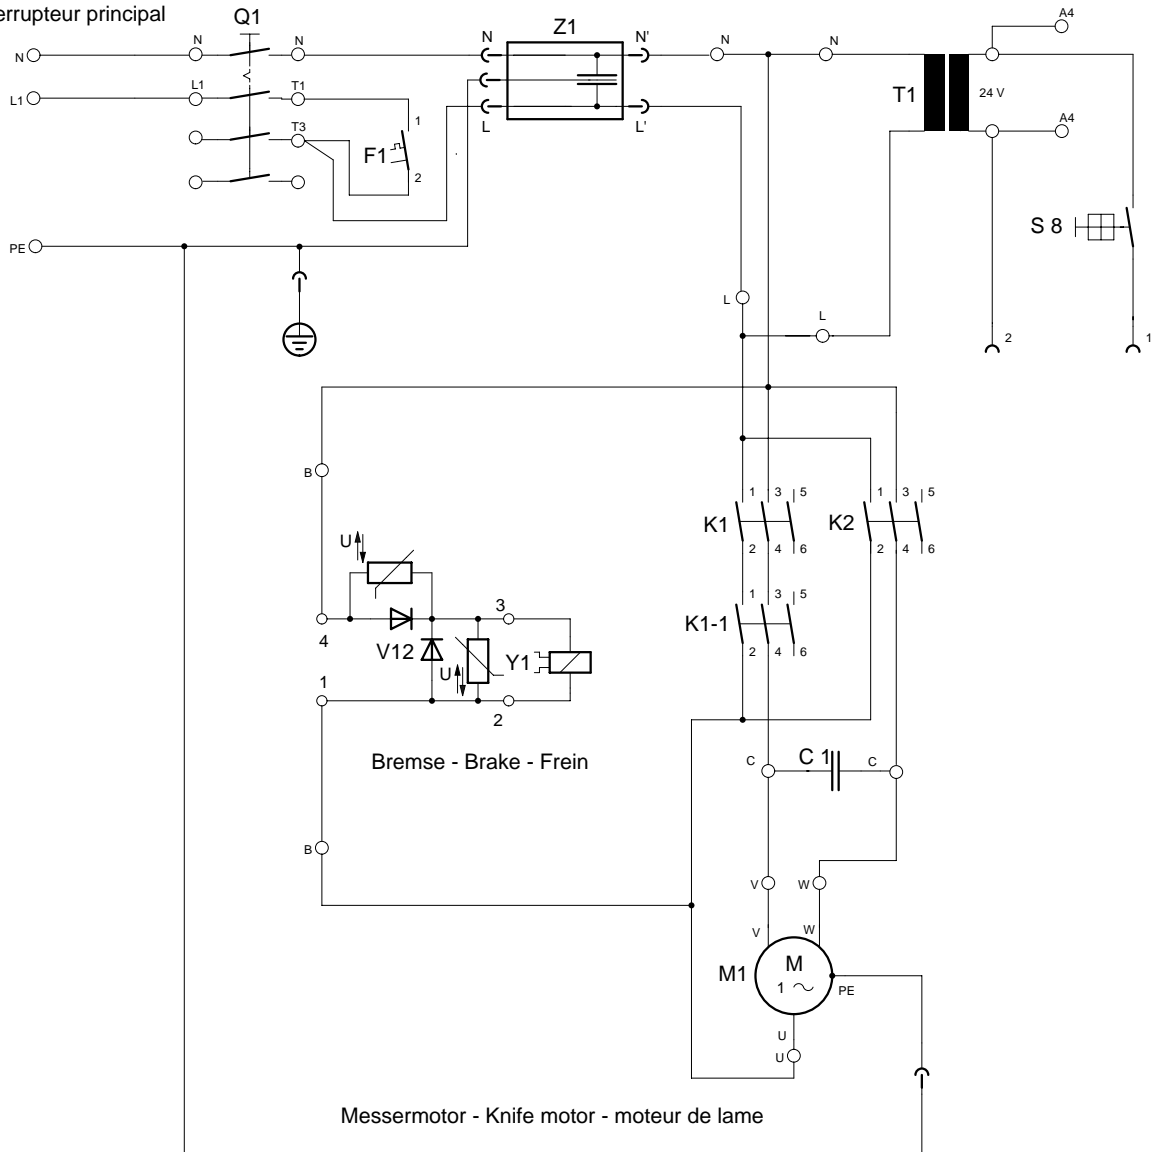 errupteur principal
Q1
Z1
A4
N
N
N
N
N'
N
N
L1
L1
T1
T1
24 V
T3
L
L'
A4
1
F1
2
S 8
PE
L
L
2
1
B
1 3 5
1 3 5
K1
K2
2 4 6
2 4 6
U
1 3 5
3
K1-1
4
V12
U
Y1
2 4 6
1
2
Bremse - Brake - Frein
C
C 1
C
B
V
W
V
W
M1
M
1
PE
U
U
Messermotor - Knife motor - moteur de lame